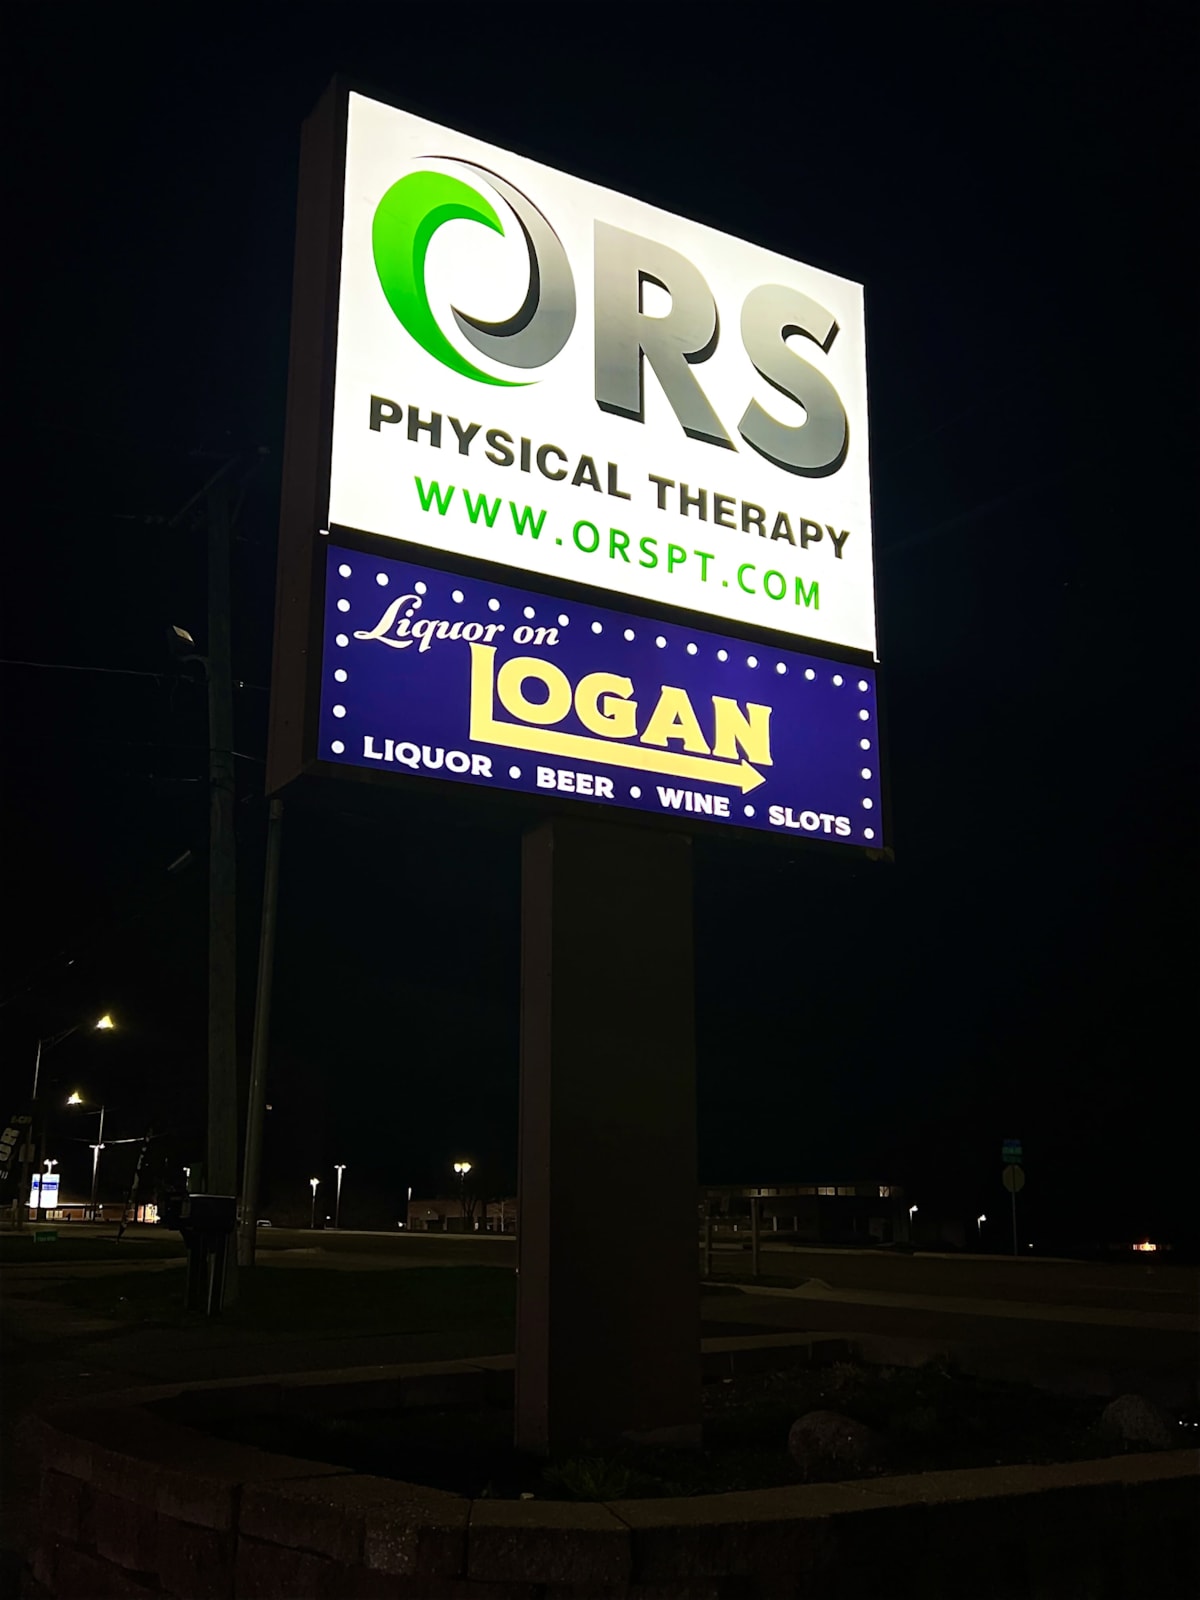 ORS
PHYSICAL THERAPY
WWW.ORSPT.COM
Liquor on
LOGAN
LIQUOR • BEER • WINE • SLOTS